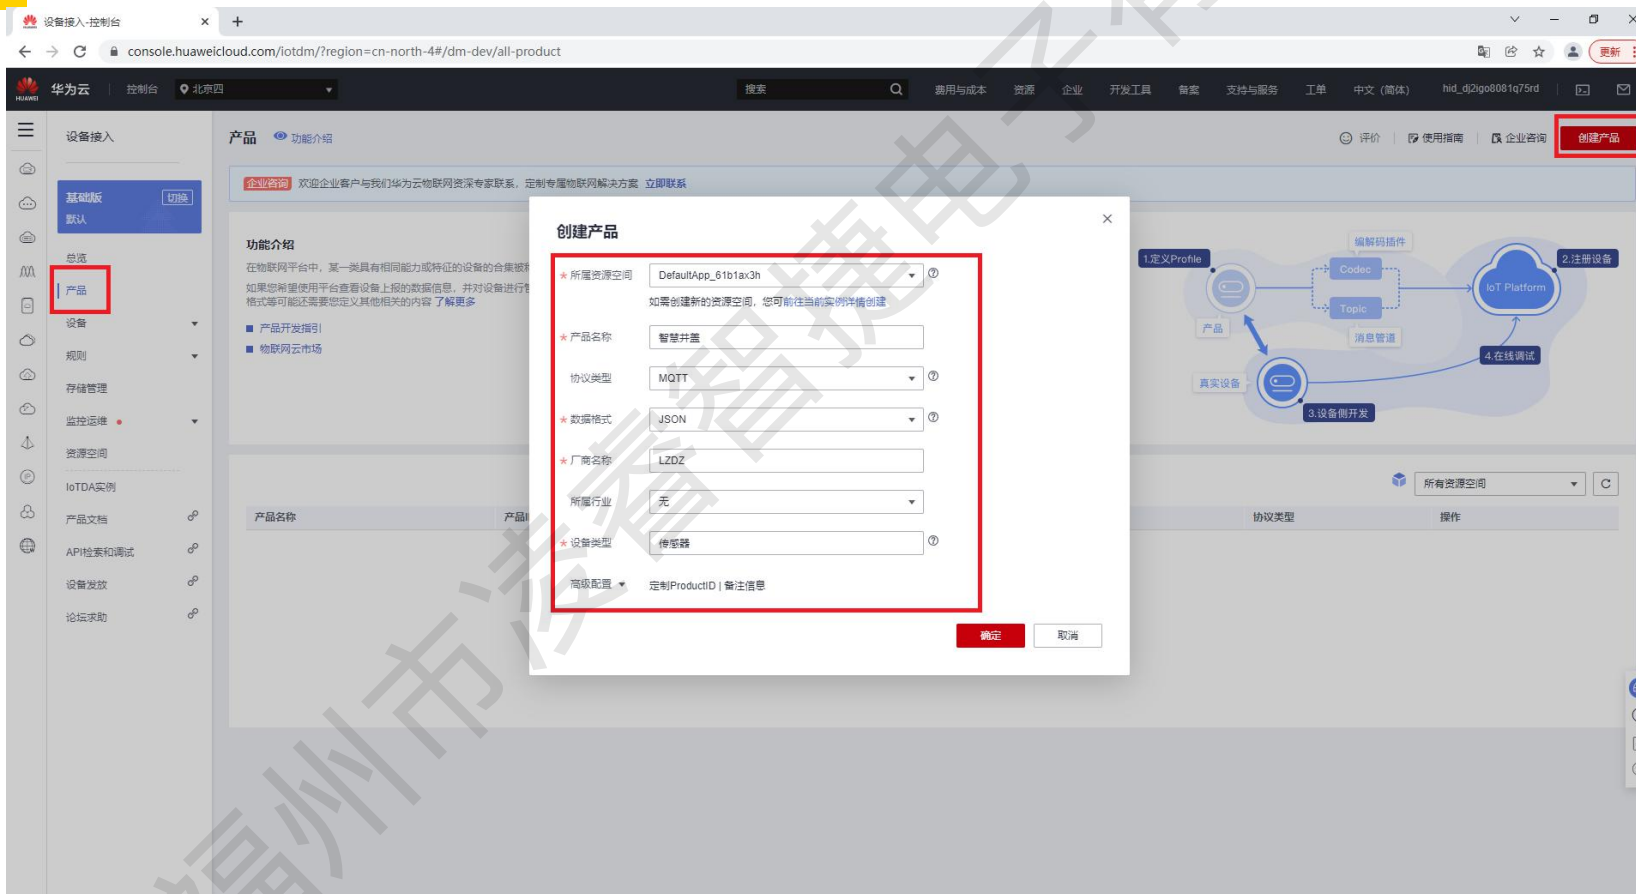 设备接入-控制台
console.huaweicloud.com/iotdm/?region=cn-north-4#/dm-dev/all-product
更新
HUAWEI
华为云
控制台
北京四
搜索
费用与成本
资源
企业
开发工具
备案
支持与服务
工单
中文 (简体)
hid_dj2igo8081q75rd
设备接入
产品
功能介绍
评价
使用指南
企业咨询
创建产品
企业咨询 欢迎企业客户与我们华为云物联网资深专家联系，定制专属物联网解决方案 立即联系
基础版
切换
默认
总览
产品
设备
规则
存储管理
监控运维
资源空间
IoTDA实例
产品文档
API检索和调试
设备发放
论坛求助
功能介绍
在物联网平台中，某一类具有相同能力或特征的设备的合集被
如果您希望使用平台查看设备上报的数据信息，并对设备进行
格式等可能还需要您定义其他相关的内容 了解更多
产品开发指引
物联网云市场
创建产品
★ 所属资源空间 DefaultApp_61b1ax3h
如需创建新的资源空间，您可前往当前实例详情创建
★ 产品名称 智慧井盖
协议类型 MQTT
★ 数据格式 JSON
★ 厂商名称 LZDZ
所属行业 无
★ 设备类型 传感器
高级配置 定制ProductID | 备注信息
确定
取消
1.定义Profile
编解码插件
Codec
Topic
消息管道
产品
真实设备
IoT Platform
2.注册设备
3.设备侧开发
4.在线调试
所有资源空间
产品名称
产品I
协议类型
操作
福州市凌睿智捷电子有